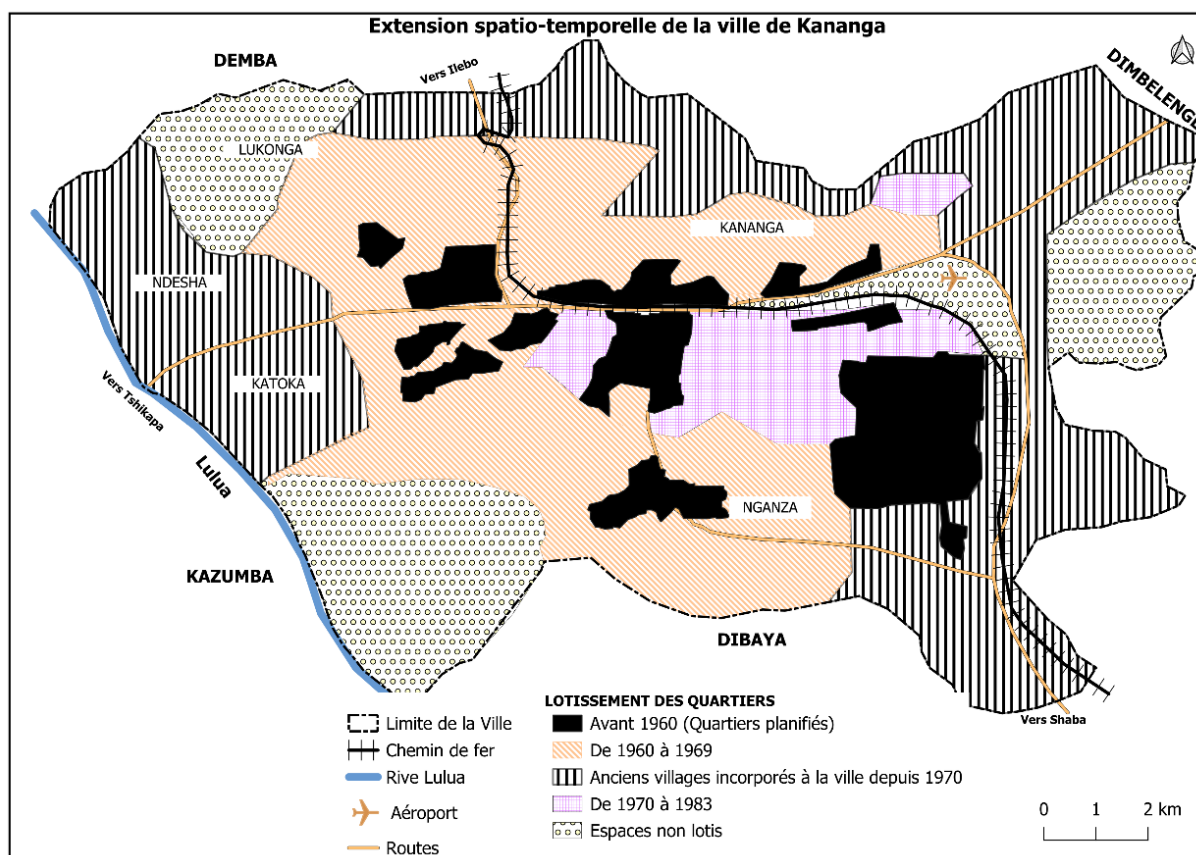 Extension spatio-temporelle de la ville de Kananga
DEMBA
Vers Ilebo
DIMBELENGE
LUKONGA
KANANGA
NDESHA
KATOKA
Vers Tshikapa
Lulua
NGANZA
KAZUMBA
DIBAYA
Vers Shaba
LOTISSEMENT DES QUARTIERS
Limite de la Ville
Chemin de fer
Rive Lulua
Aéroport
Routes
Avant 1960 (Quartiers planifiés)
De 1960 à 1969
Anciens villages incorporés à la ville depuis 1970
De 1970 à 1983
Espaces non lotis
0 1 2 km